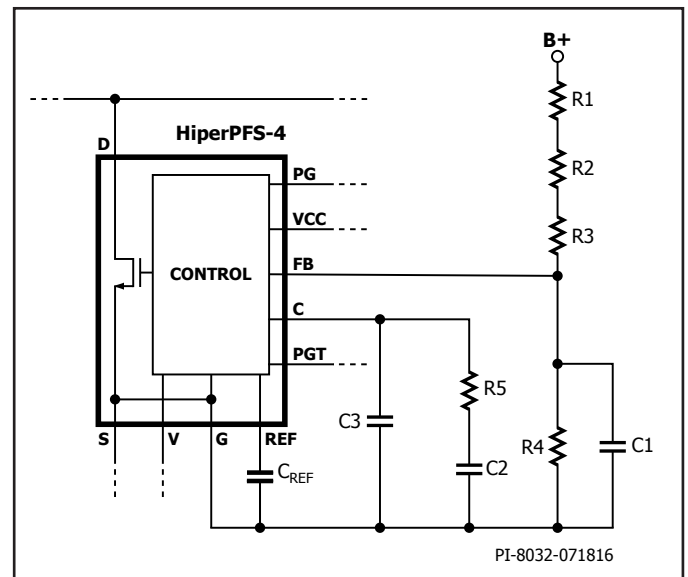 B+
R1
HiperPFS-4
D
PG
R2
VCC
R3
CONTROL
FB
C
PGT
R5
C3
R4
C1
S
V
G
REF
C2
CREF
PI-8032-071816